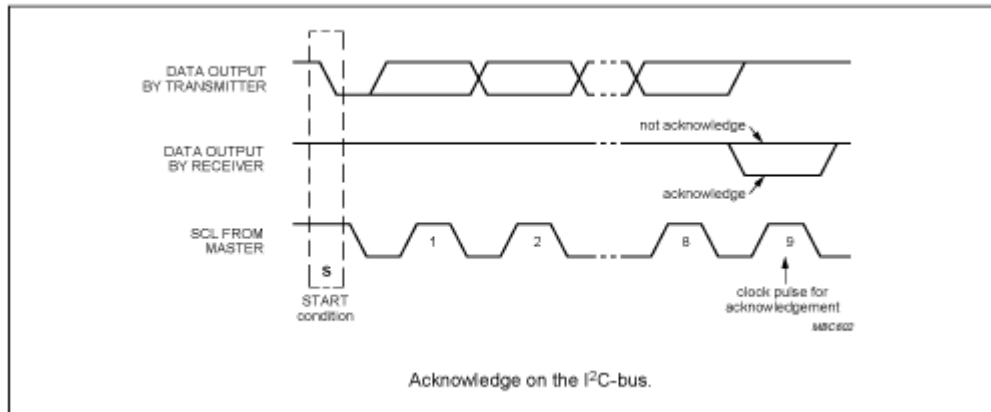 DATA OUTPUT
BY TRANSMITTER
not acknowledge
DATA OUTPUT
BY RECEIVER
acknowledge
SCL FROM
MASTER
1
2
8
9
S
START
condition
clock pulse for
acknowledgement
MBC602
Acknowledge on the I²C-bus.